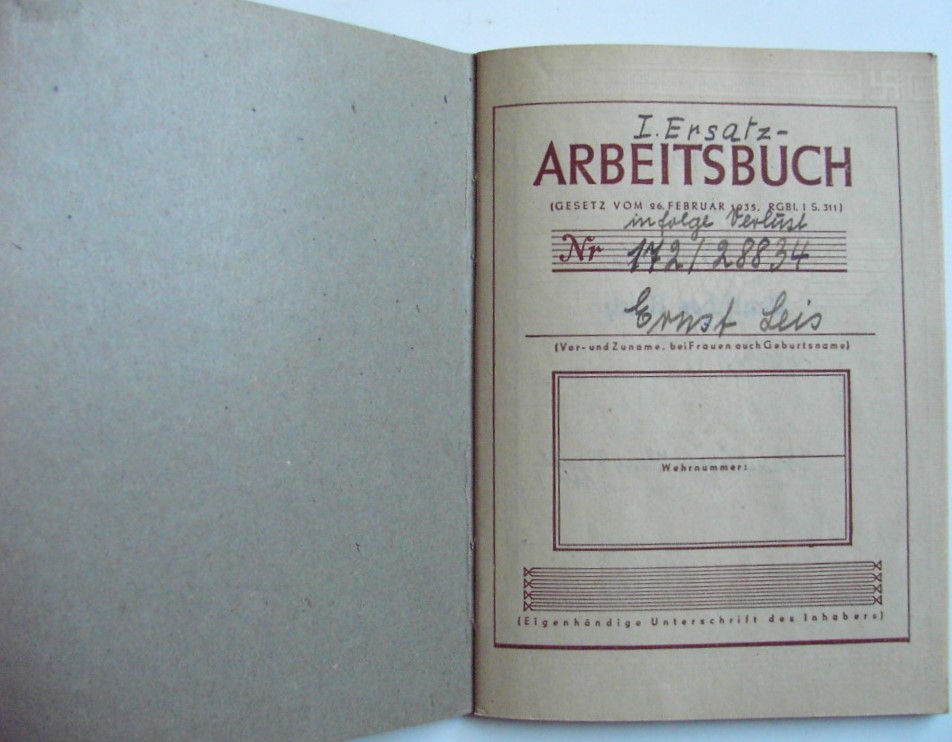 I. Ersatz-
ARBEITSBUCH
(GESETZ VOM 26. FEBRUAR 1935, RGBl. I S. 311)
infolge Verlust
Nr 172/28834
Ernst Leis
(Vor- und Zuname, bei Frauen auch Geburtsname)
Wehrnummer:
(Eigenhändige Unterschrift des Inhabers)